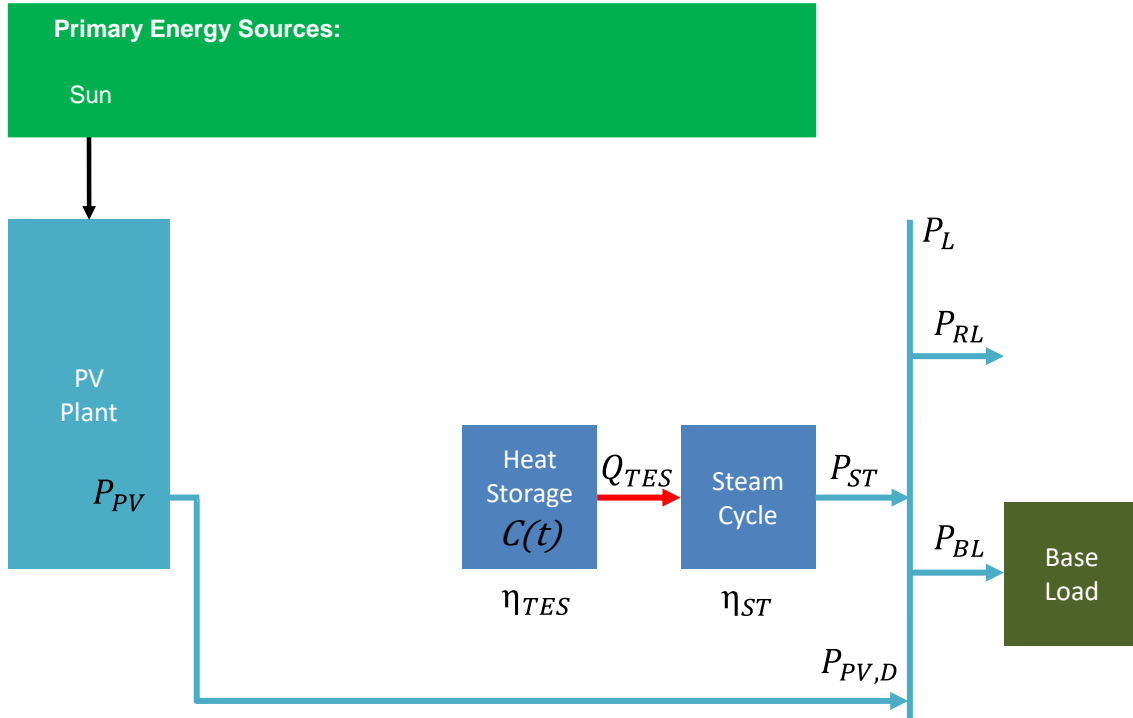 Primary Energy Sources:
Sun
P_L
P_RL
PV
Plant
P_PV
Heat
Storage
C(t)
Q_TES
Steam
Cycle
P_ST
P_BL
Base
Load
η_TES
η_ST
P_PV,D